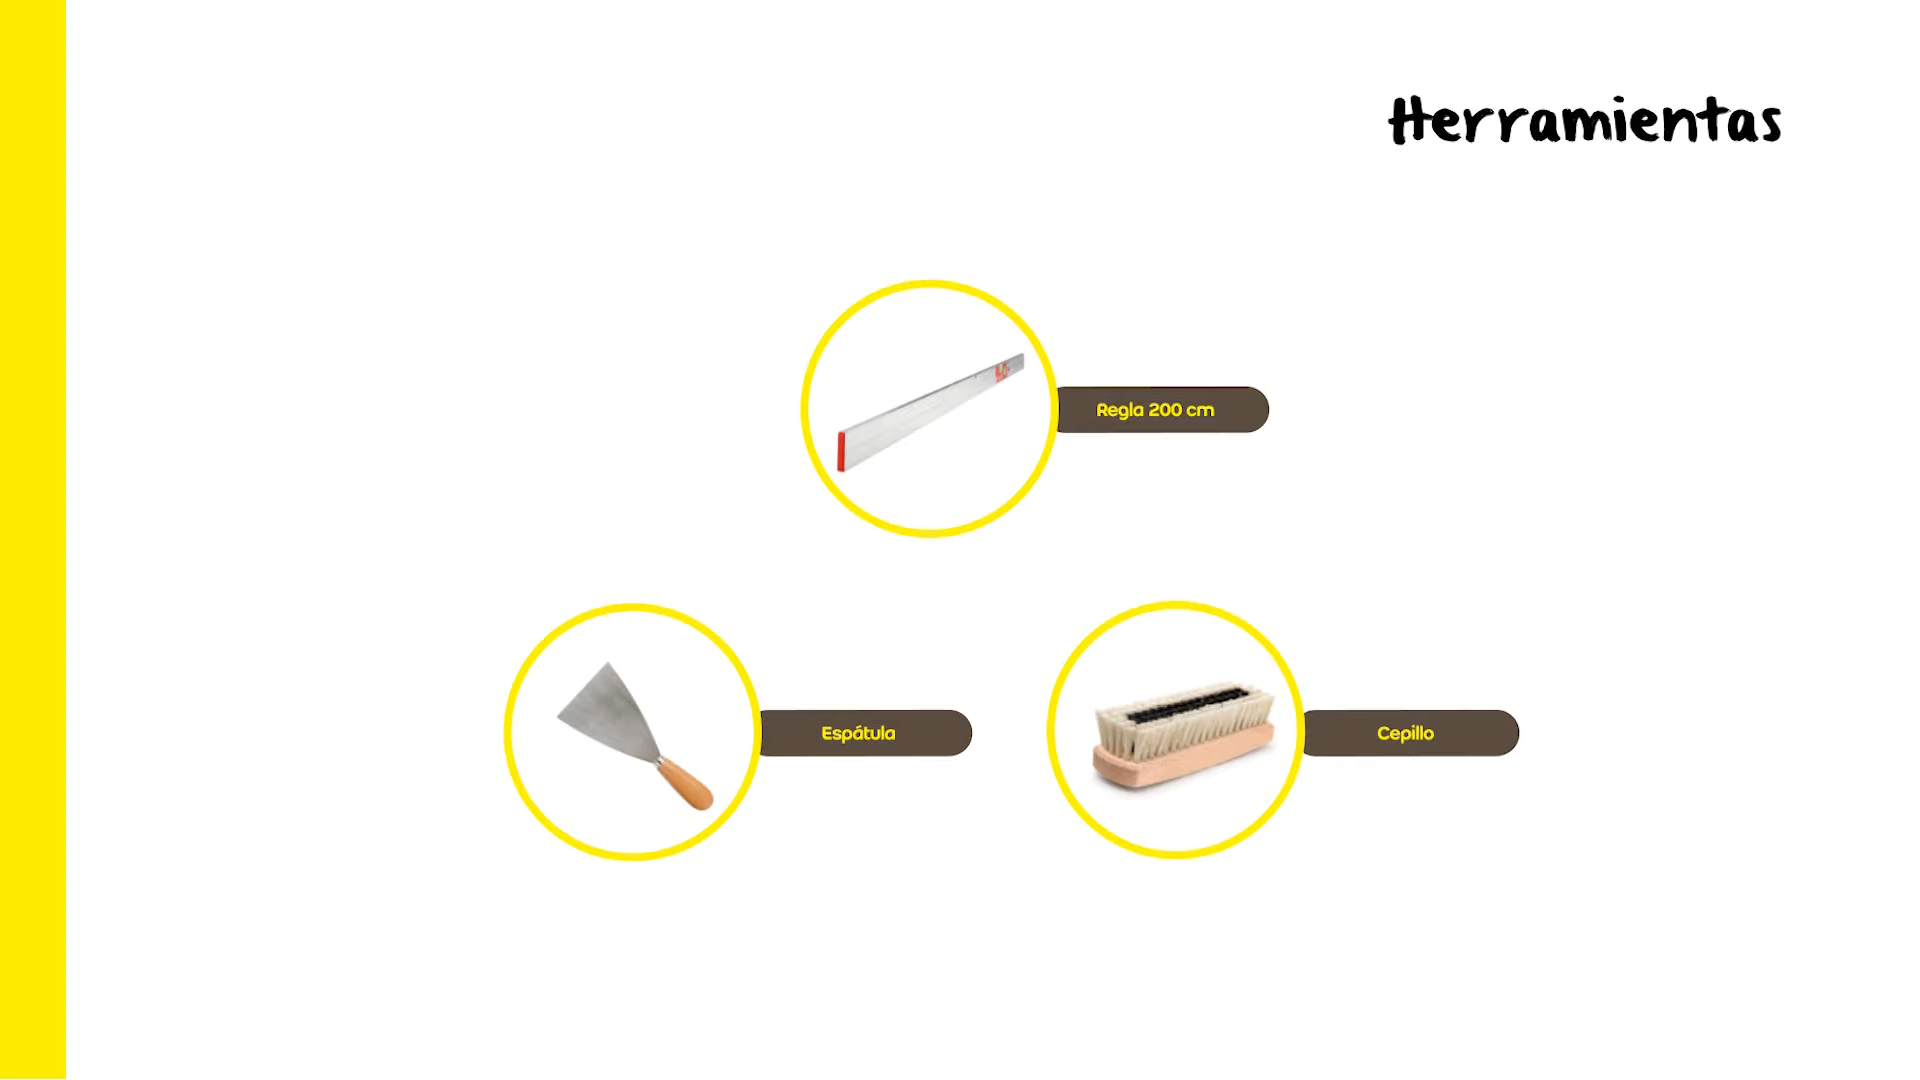 Herramientas
Regla 200 cm
Espátula
Cepillo